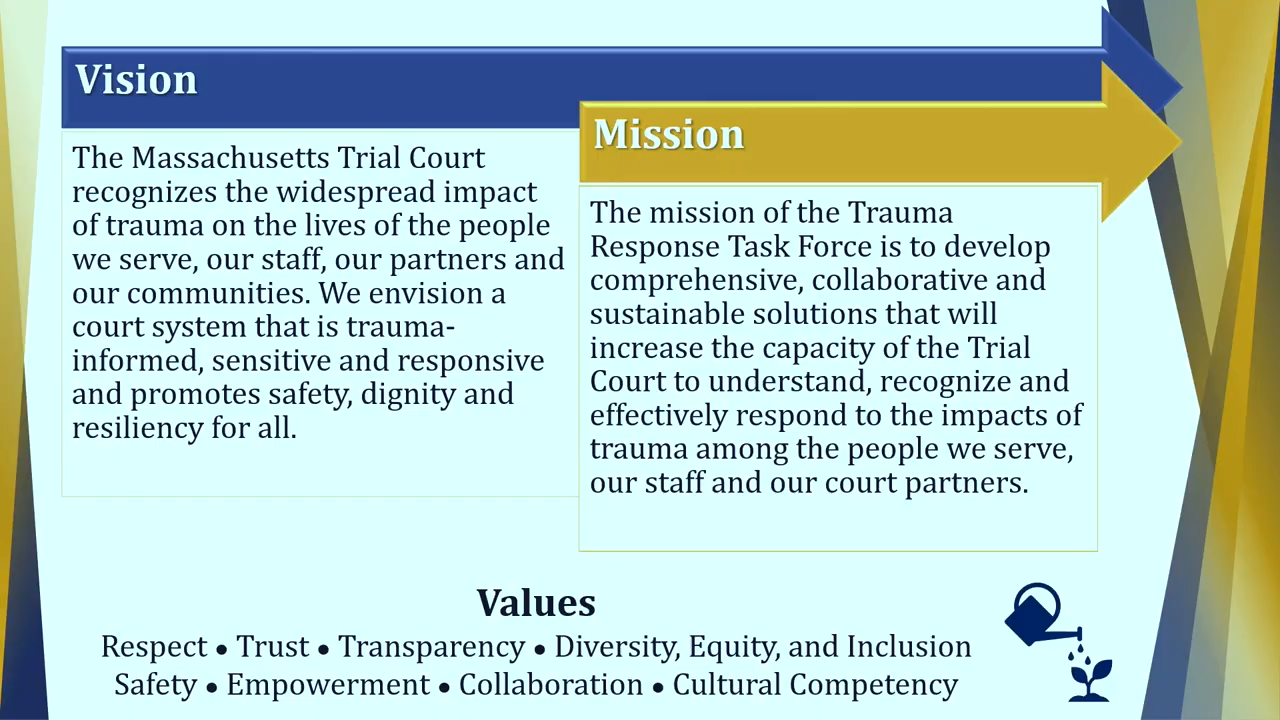 Vision
The Massachusetts Trial Court
recognizes the widespread impact
of trauma on the lives of the people
we serve, our staff, our partners and
our communities. We envision a
court system that is trauma-
informed, sensitive and responsive
and promotes safety, dignity and
resiliency for all.
Mission
The mission of the Trauma
Response Task Force is to develop
comprehensive, collaborative and
sustainable solutions that will
increase the capacity of the Trial
Court to understand, recognize and
effectively respond to the impacts of
trauma among the people we serve,
our staff and our court partners.
Values
Respect • Trust • Transparency • Diversity, Equity, and Inclusion
Safety • Empowerment • Collaboration • Cultural Competency